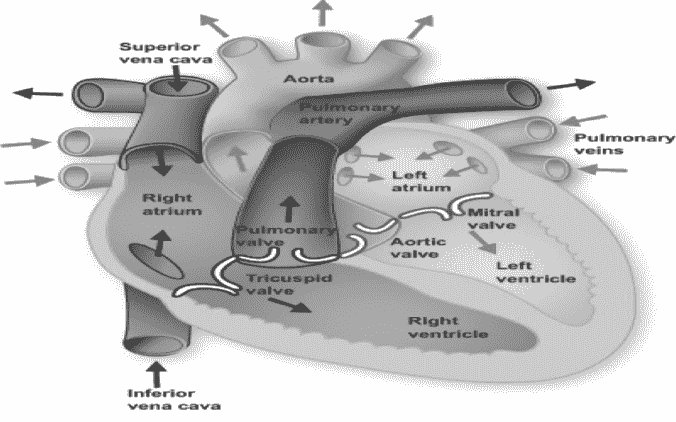 Superior
vena cava
Aorta
Pulmonary
artery
Pulmonary
veins
Left
atrium
Right
atrium
Mitral
valve
Pulmonary
valve
Aortic
valve
Left
ventricle
Tricuspid
valve
Right
ventricle
Inferior
vena cava